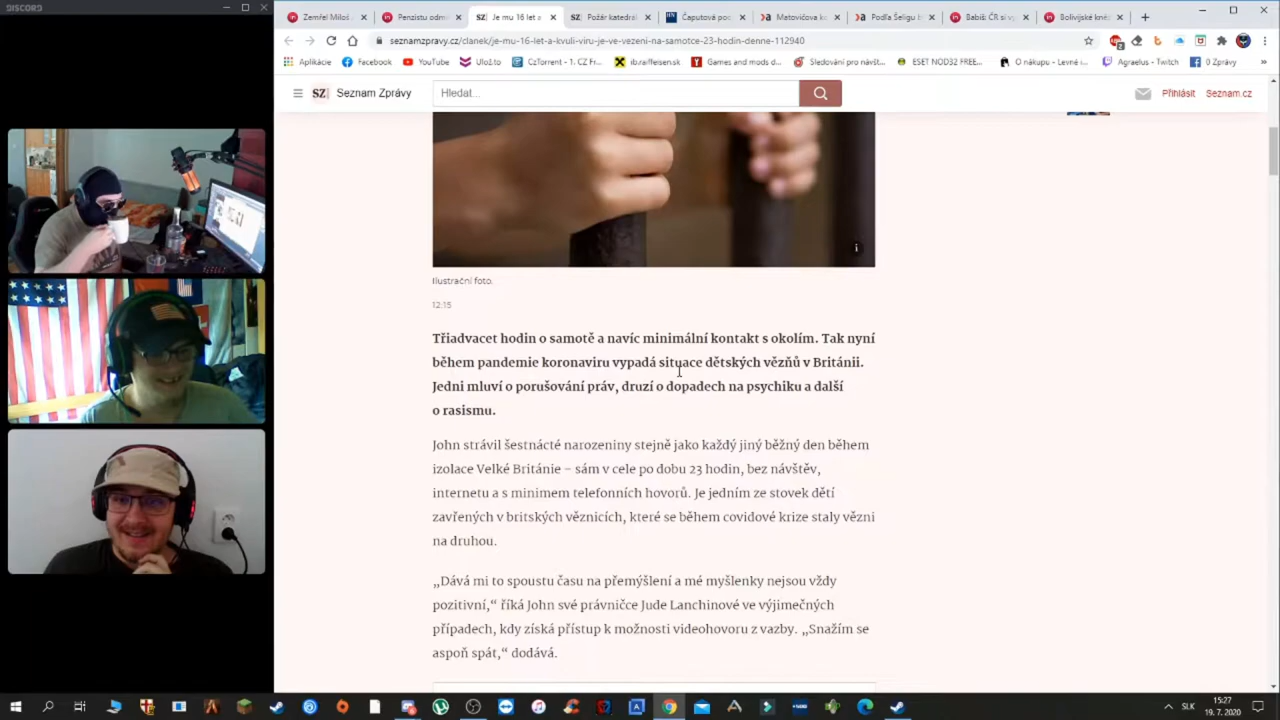 DISCORD
Zemřel Miloš J
Penzistu odmí
Je mu 16 let a
Požár katedrál
Čaputová poc
Matovičova ko
Podľa Šeligu b
Babiš: ČR si vy
Bolivijské kněz
seznamzpravy.cz/clanek/je-mu-16-let-a-kvuli-viru-je-ve-vezeni-na-samotce-23-hodin-denne-112940
Aplikácie
Facebook
YouTube
Ulož.to
CzTorrent - 1. CZ Fr...
ib.raiffeisen.sk
Games and mods d...
Sledování pro návšt...
ESET NOD32 FREE...
O nákupu - Levné i...
Agraelus - Twitch
0 Zprávy
»
SZ
Seznam Zprávy
Hledat...
Přihlásit
Seznam.cz
Ilustrační foto.
12:15
Třiadvacet hodin o samotě a navíc minimální kontakt s okolím. Tak nyní
během pandemie koronaviru vypadá situace dětských vězňů v Británii.
Jedni mluví o porušování práv, druzí o dopadech na psychiku a další
o rasismu.
John strávil šestnácté narozeniny stejně jako každý jiný běžný den během
izolace Velké Británie – sám v cele po dobu 23 hodin, bez návštěv,
internetu a s minimem telefonních hovorů. Je jedním ze stovek dětí
zavřených v britských věznicích, které se během covidové krize staly vězni
na druhou.
„Dává mi to spoustu času na přemýšlení a mé myšlenky nejsou vždy
pozitivní,“ říká John své právničce Jude Lanchinové ve výjimečných
případech, kdy získá přístup k možnosti videohovoru z vazby. „Snažím se
aspoň spát,“ dodává.
SLK
15:27
19. 7. 2020